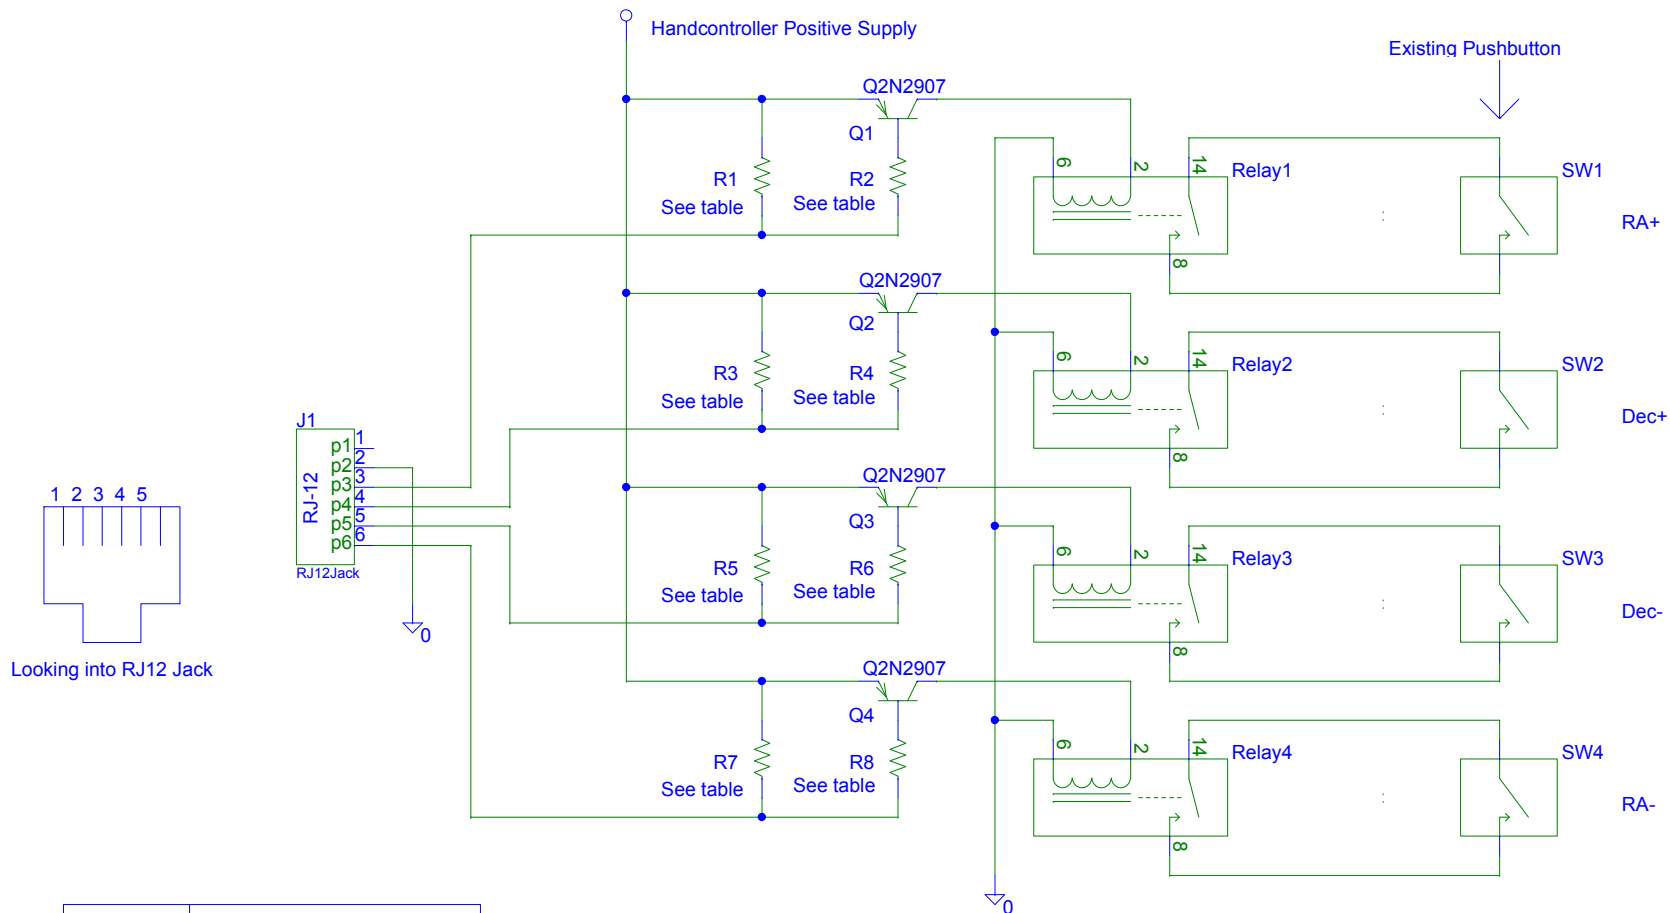 Handcontroller Positive Supply
Existing Pushbutton
Q2N2907
Q1
R1
See table
R2
See table
6
2
14
8
Relay1
SW1
RA+
Q2N2907
Q2
R3
See table
R4
See table
6
2
14
8
Relay2
SW2
Dec+
J1
RJ-12
p1 1
p2 2
p3 3
p4 4
p5 5
p6 6
RJ12Jack
0
1 2 3 4 5
Looking into RJ12 Jack
Q2N2907
Q3
R5
See table
R6
See table
6
2
14
8
Relay3
SW3
Dec-
Q2N2907
Q4
R7
See table
R8
See table
6
2
14
8
Relay4
SW4
RA-
0